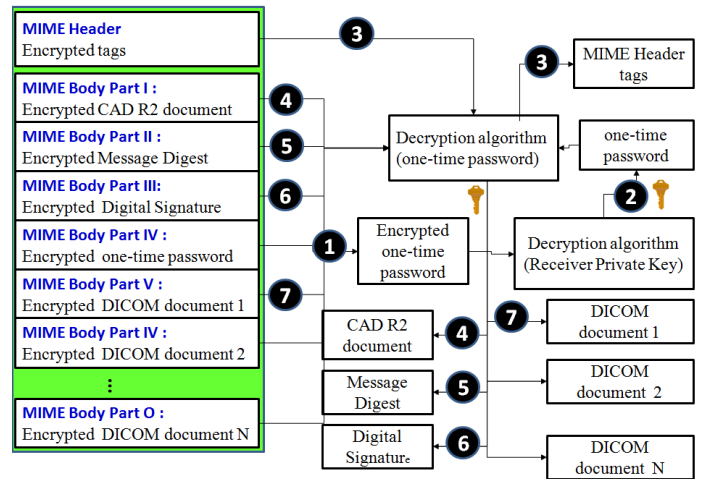 MIME Header
Encrypted tags
MIME Body Part I :
Encrypted CAD R2 document
MIME Body Part II :
Encrypted Message Digest
MIME Body Part III:
Encrypted Digital Signature
MIME Body Part IV :
Encrypted one-time password
MIME Body Part V :
Encrypted DICOM document 1
MIME Body Part IV :
Encrypted DICOM document 2
⋮
MIME Body Part O :
Encrypted DICOM document N
3
4
5
6
1
7
Encrypted
one-time
password
Decryption algorithm
(one-time password)
3
MIME Header
tags
one-time
password
2
Decryption algorithm
(Receiver Private Key)
CAD R2
document
4
Message
Digest
5
Digital
Signature
6
7
DICOM
document 1
DICOM
document 2
DICOM
document N